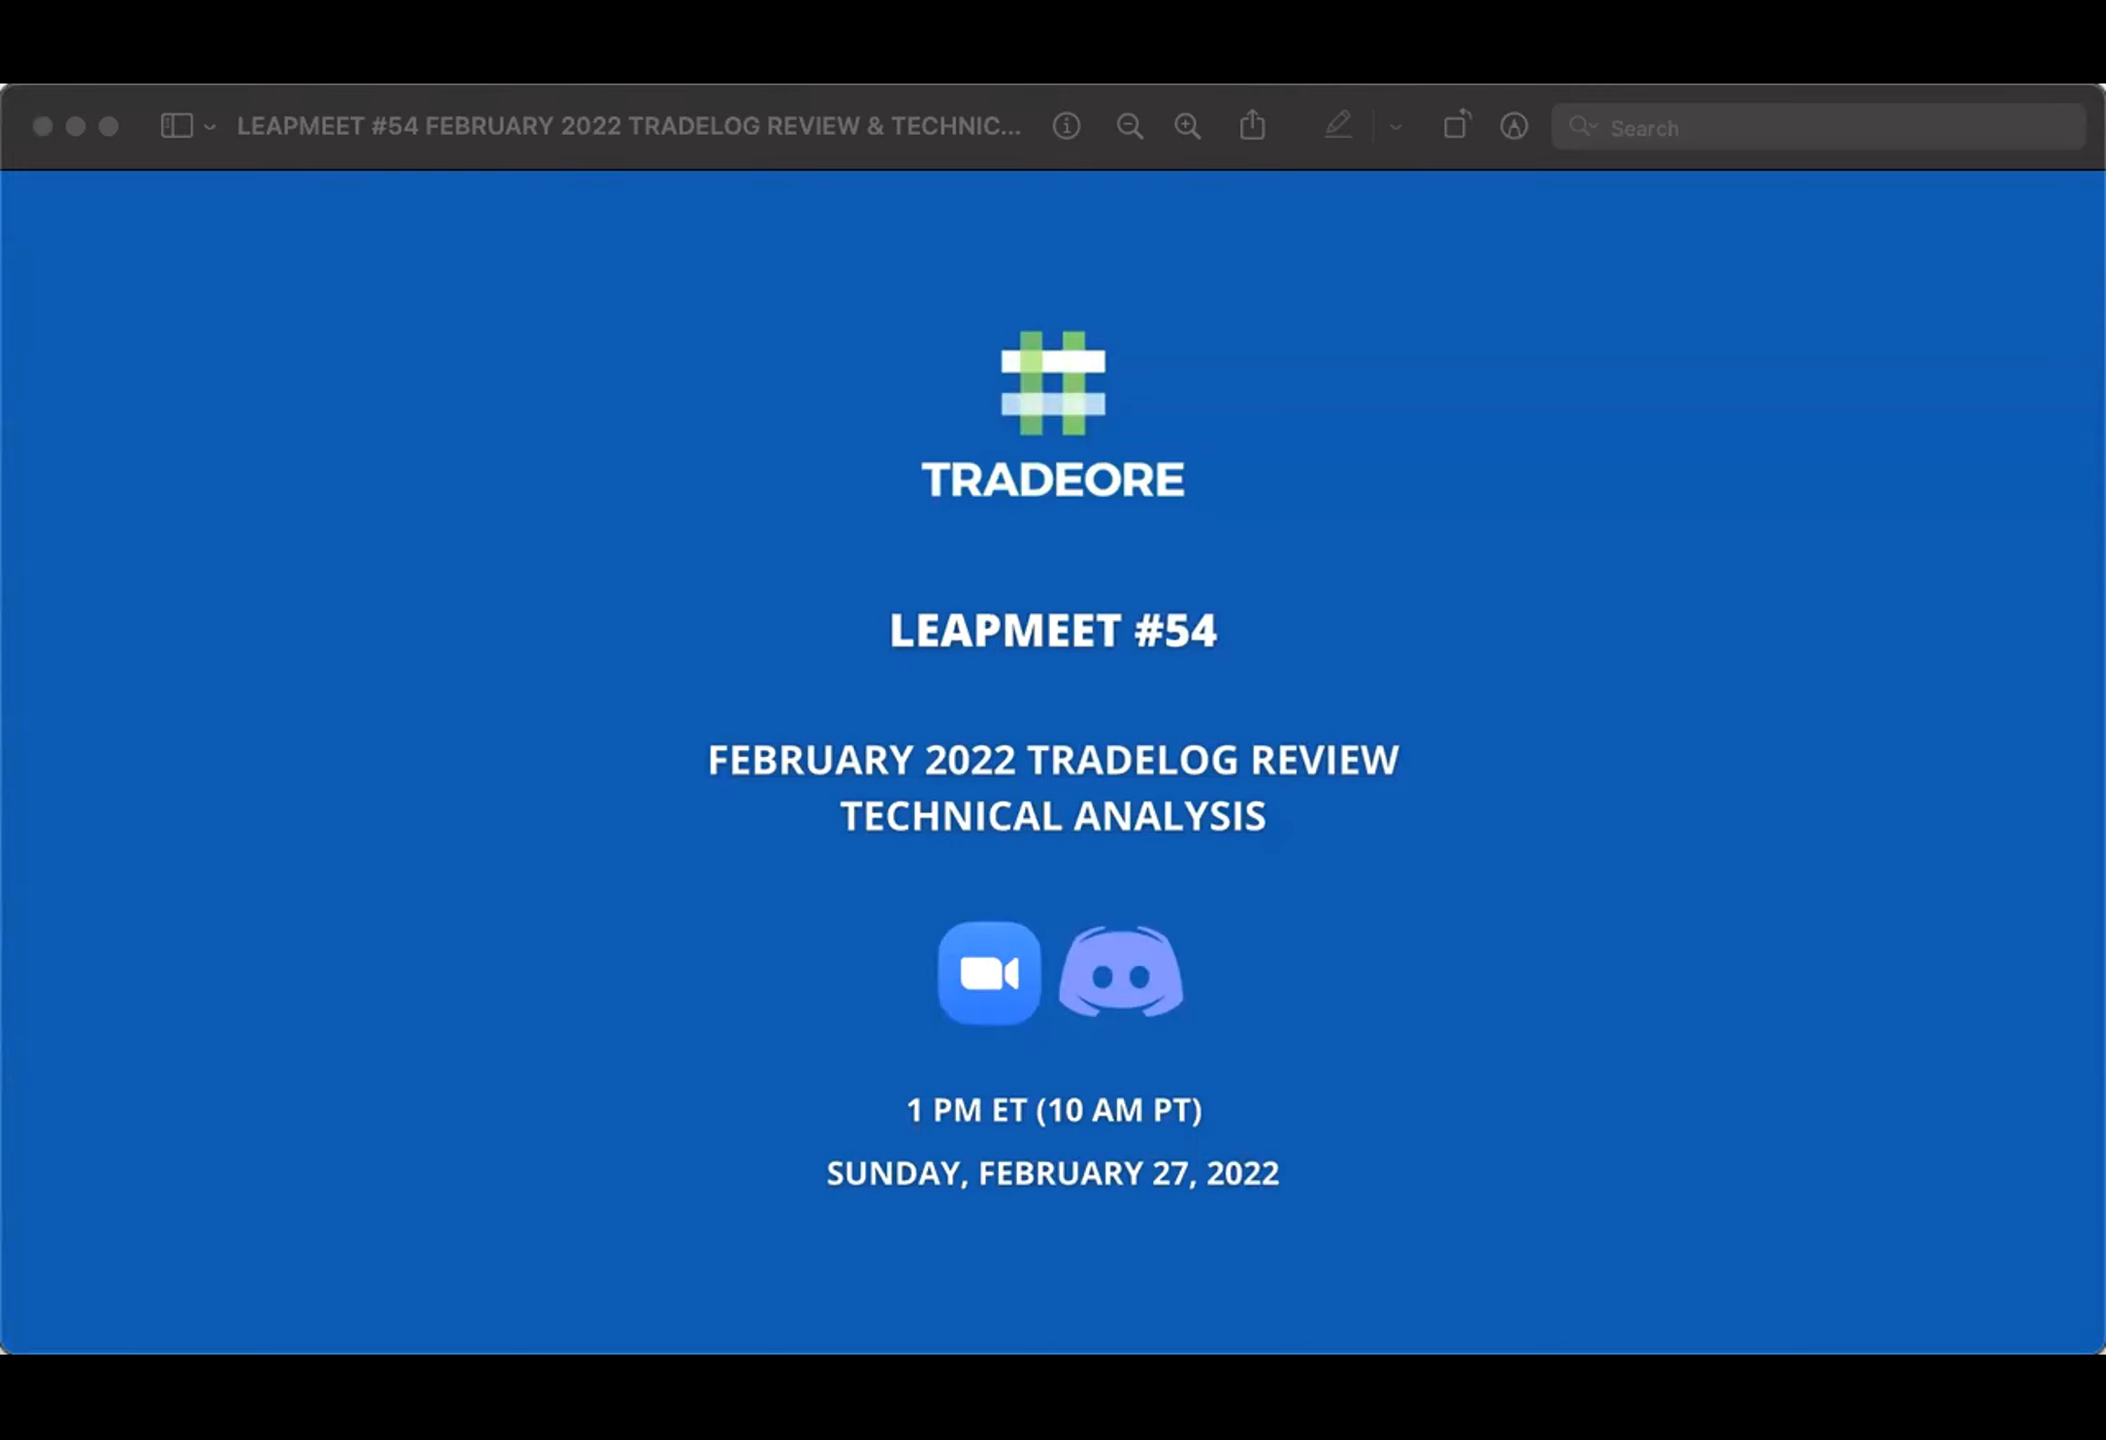 LEAPMEET #54 FEBRUARY 2022 TRADELOG REVIEW & TECHNIC...
Search
TRADEORE
LEAPMEET #54
FEBRUARY 2022 TRADELOG REVIEW
TECHNICAL ANALYSIS
1 PM ET (10 AM PT)
SUNDAY, FEBRUARY 27, 2022